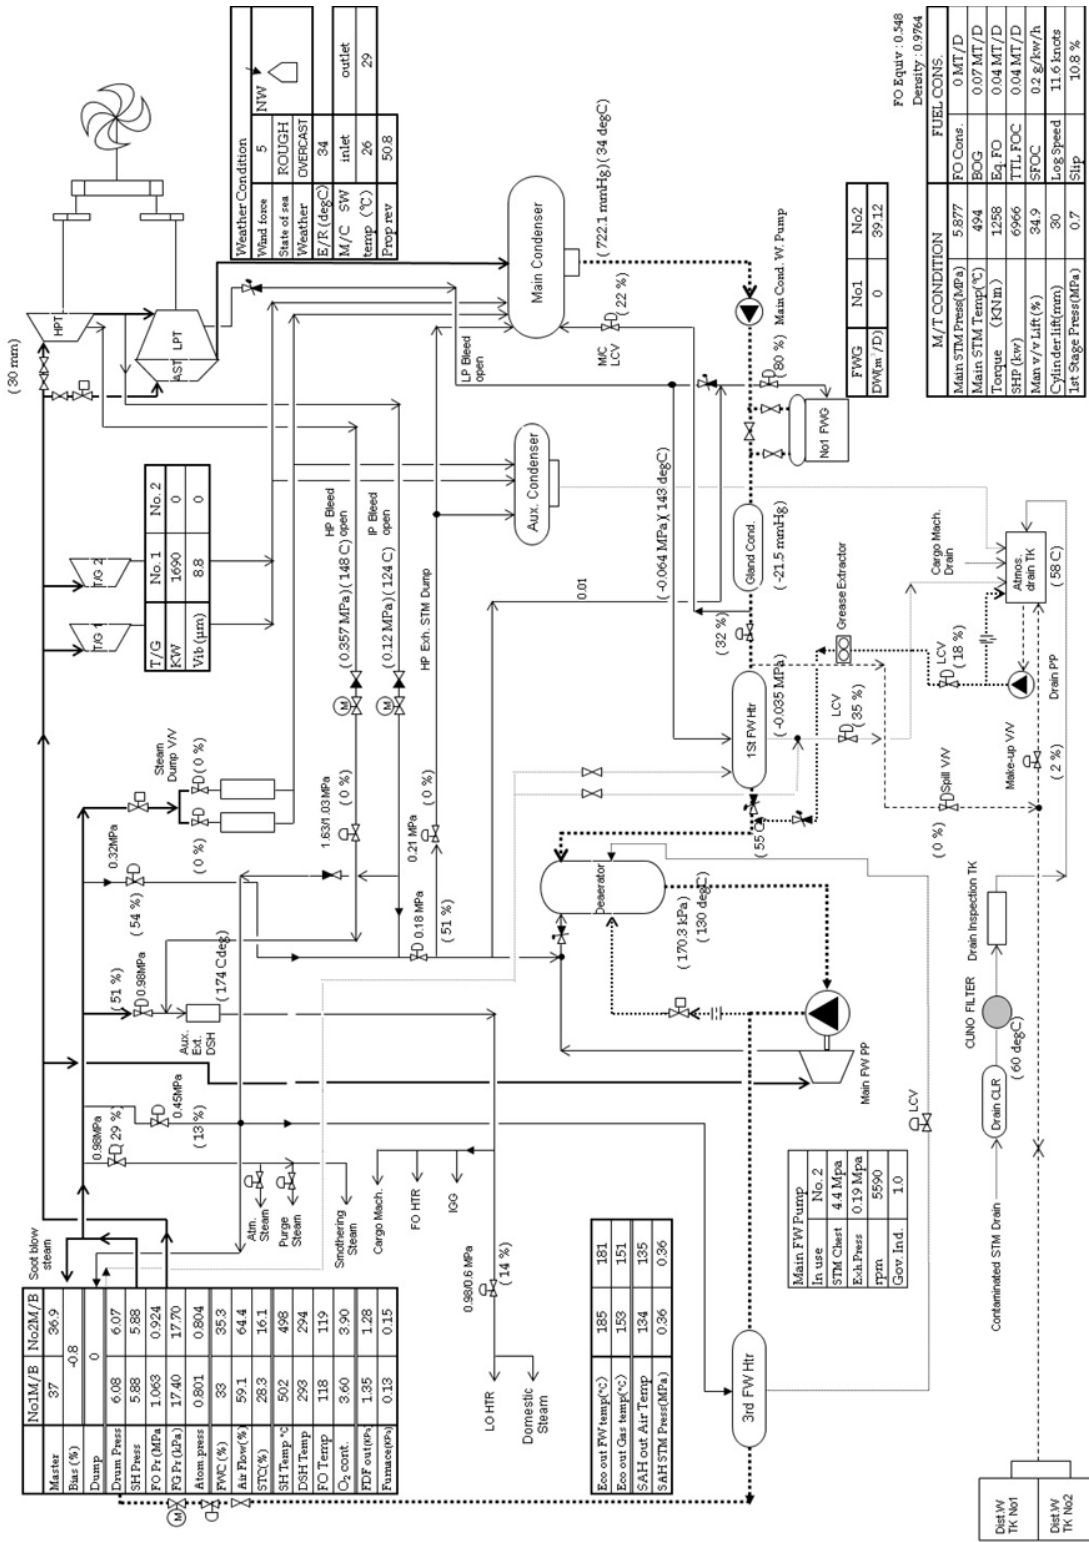 No1M/B No2M/B
Master 37 36.9
Bias (%) -0.8
Dump 0
Drum Press 6.08 6.07
SH Press 5.88 5.88
FO Pr (MPa 1.063 0.924
FG Pr (kPa) 17.40 17.70
Atom press 0.801 0.804
FWC (%) 33 35.3
Air Flow(%) 59.1 64.4
STC(%) 28.3 16.1
SH Temp °C 502 498
DSH Temp 293 294
FO Temp 118 119
O₂ cont. 3.60 3.90
FDF out(KPa) 1.35 1.28
Furnace(KPa) 0.13 0.15
Soot blow
steam
0.98MPa
(29 %)
0.45MPa
(13 %)
(51 %)
0.98MPa
Aux.
Ext.
DSH
(174 Cdeg)
(54 %)
0.32MPa
Steam
Dump V/V
(0 %)
(0 %)
Atm.
Steam
Purge
Steam
Smothering
Steam
Cargo Mach.
FO HTR
IGG
0.98/0.6 MPa
(14 %)
LO HTR
Domestic
Steam
T/G 1
T/G 2
T/G No. 1 No. 2
KW 1690 0
Vib (μm) 8.8 0
(30 mm)
HPT
AST
LPT
Weather Condition
Wind force 5 NW
State of sea ROUGH
Weather OVERCAST
E/R (degC) 34
M/C SW inlet outlet
temp (°C) 26 29
Prop rev 50.8
M
1.63/1.03MPa
(0 %)
M
(0.357 MPa)(148 C)
HP Bleed
open
M
(0.12 MPa)(124 C)
IP Bleed
open
0.21 MPa
(0 %)
HP Exh. STM Dump
0.18 MPa
(51 %)
LP Bleed
open
Aux. Condenser
Main Condenser
(722.1 mmHg)(34 degC)
M/C
LCV
(22 %)
Main Cond. W. Pump
(80 %)
No1 FWG
0.01
(-0.064 MPa)(143 degC)
Gland Cond.
(-21.5 mmHg)
(32 %)
1St FW Htr
(-0.035 MPa)
(55 C)
Deaerator
(170.3 kPa)
(130 degC)
Main FW PP
LCV
LCV
(35 %)
Grease Extractor
LCV
(18 %)
Cargo Mach.
Drain
Atmos.
drain TK
(58 C)
Drain PP
Spill V/V
(0 %)
Make-up V/V
(2 %)
Drain Inspection TK
CUNO FILTER
(60 degC)
Drain CLR
Contaminated STM Drain
Eco out FW temp(°C) 185 181
Eco out Gas temp(°C) 153 151
SAH out Air Temp 134 135
SAH STM Press(MPa) 0.36 0.36
3rd FW Htr
Main FW Pump
In use No. 2
STM Chest 4.4 Mpa
Exh.Press 0.19 Mpa
rpm 5590
Gov. Ind. 1.0
Dist.W
TK No1
Dist.W
TK No2
FWG No1 No2
DW(m³/D) 0 39.12
FO Equiv : 0.548
Density : 0.9764
M/T CONDITION FUEL CONS.
Main STM Press(MPa) 5.877 FO Cons. 0 MT/D
Main STM Temp(°C) 494 BOG 0.07 MT/D
Torque (KNm) 1258 Eq. FO 0.04 MT/D
SHP (kw) 6966 TTL FOC 0.04 MT/D
Man v/v Lift(%) 34.9 SFOC 0.2 g/kw/h
Cylinder lift(mm) 30 Log Speed 11.6 knots
1st Stage Press(MPa) 0.7 Slip 10.8 %